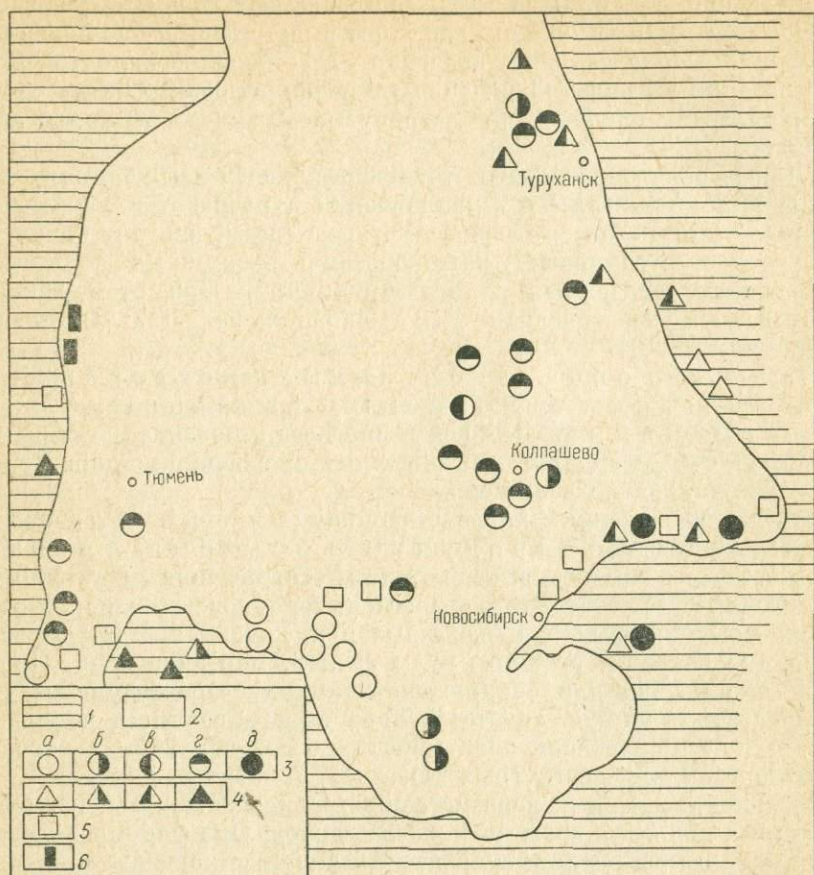 Туруханск
Колпашево
Тюмень
Новосибирск
1 2
а б в г д
3
4
5
6